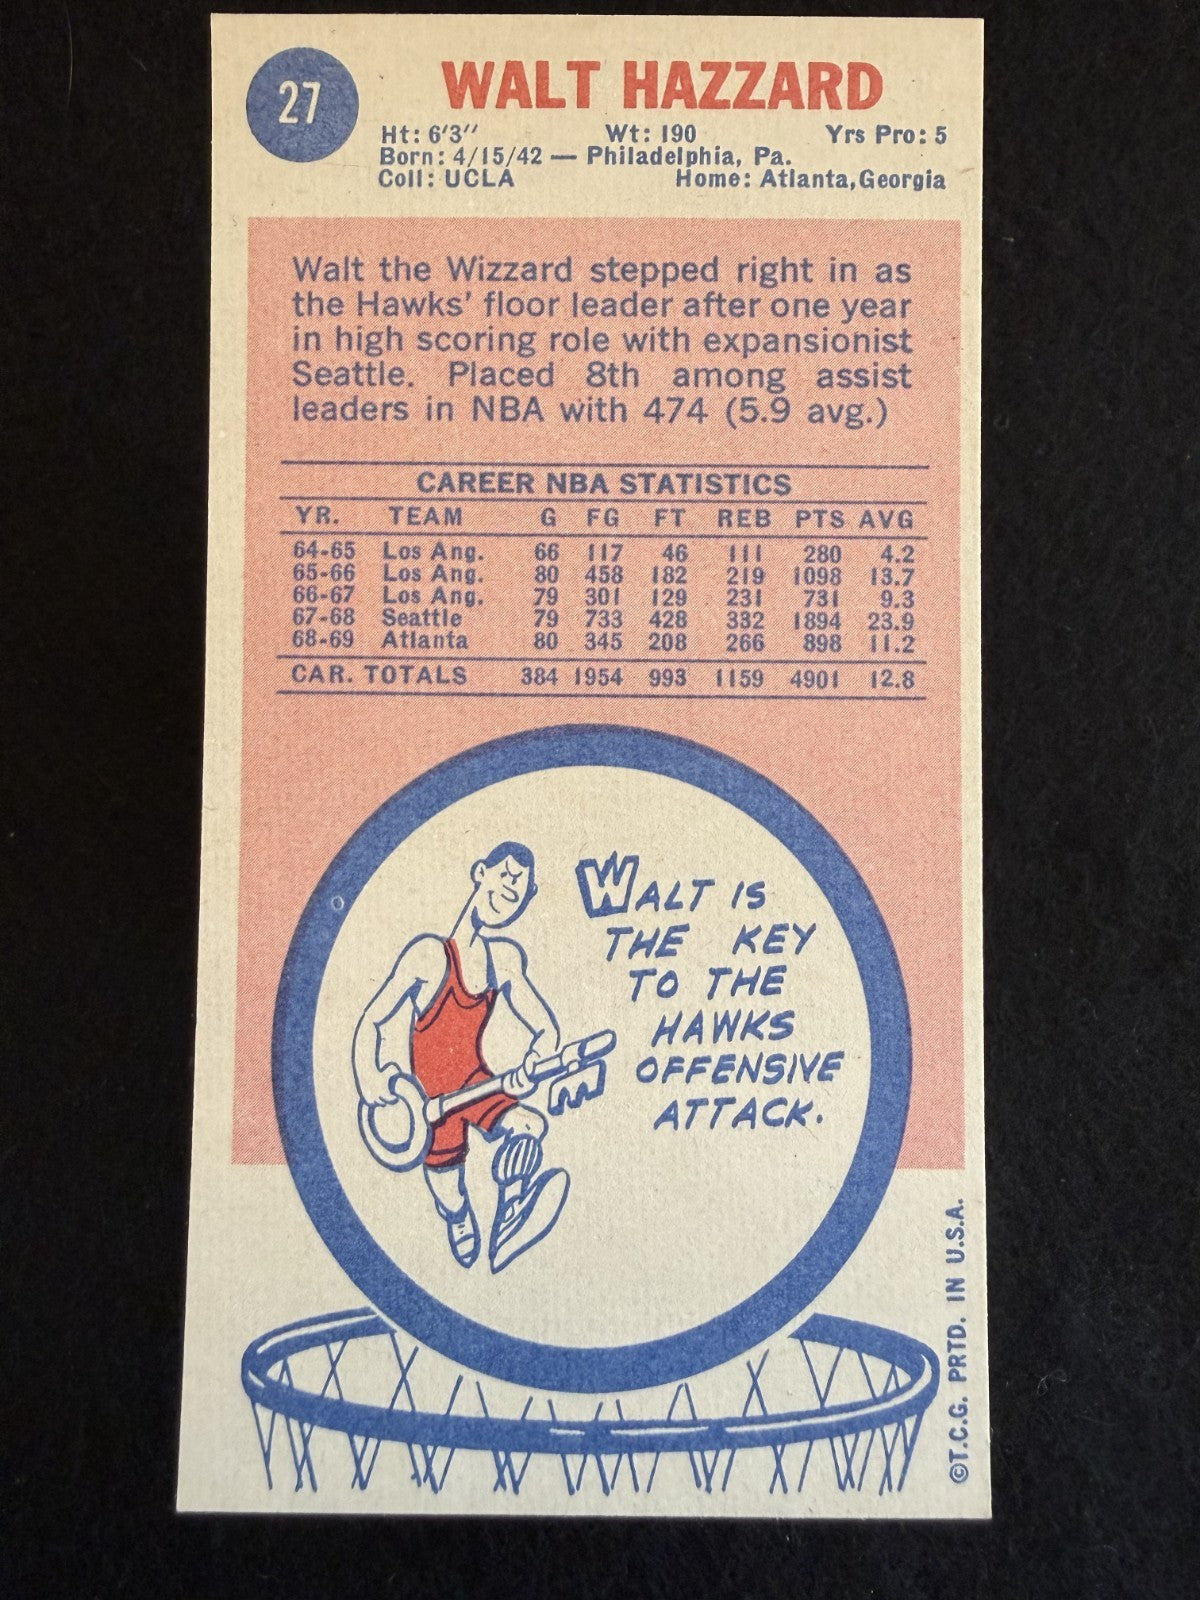 27
WALT HAZZARD
Ht: 6'3'' Wt: 190 Yrs Pro: 5
Born: 4/15/42 — Philadelphia, Pa.
Coll: UCLA Home: Atlanta, Georgia
Walt the Wizzard stepped right in as
the Hawks' floor leader after one year
in high scoring role with expansionist
Seattle. Placed 8th among assist
leaders in NBA with 474 (5.9 avg.)
CAREER NBA STATISTICS
YR. TEAM G FG FT REB PTS AVG
64-65 Los Ang. 66 117 46 111 280 4.2
65-66 Los Ang. 80 458 182 219 1098 13.7
66-67 Los Ang. 79 301 129 231 731 9.3
67-68 Seattle 79 733 428 332 1894 23.9
68-69 Atlanta 80 345 208 266 898 11.2
CAR. TOTALS 384 1954 993 1159 4901 12.8
WALT IS
THE KEY
TO THE
HAWKS
OFFENSIVE
ATTACK.
©T.C.G. PRTD. IN U.S.A.